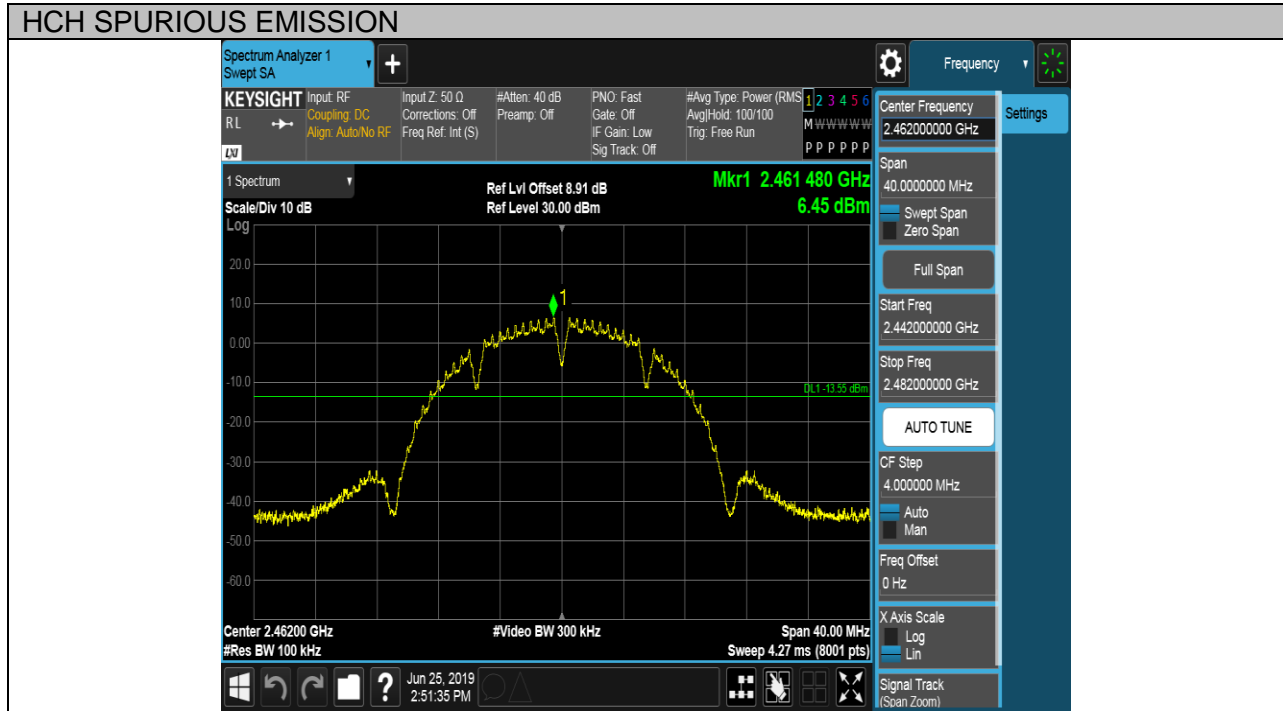 HCH SPURIOUS EMISSION
Spectrum Analyzer 1
Swept SA
+
Frequency
KEYSIGHT
RL
LXI
Input: RF
Coupling: DC
Align: Auto/No RF
Input Z: 50 Ω
Corrections: Off
Freq Ref: Int (S)
#Atten: 40 dB
Preamp: Off
PNO: Fast
Gate: Off
IF Gain: Low
Sig Track: Off
#Avg Type: Power (RMS
Avg|Hold: 100/100
Trig: Free Run
1 2 3 4 5 6
M W W W W W
P P P P P P
1 Spectrum
Scale/Div 10 dB
Ref Lvl Offset 8.91 dB
Ref Level 30.00 dBm
Mkr1 2.461 480 GHz
6.45 dBm
Log
20.0
10.0
0.00
-10.0
-20.0
-30.0
-40.0
-50.0
-60.0
1
DL1 -13.55 dBm
Center 2.46200 GHz
#Res BW 100 kHz
#Video BW 300 kHz
Span 40.00 MHz
Sweep 4.27 ms (8001 pts)
?
Jun 25, 2019
2:51:35 PM
Center Frequency
2.462000000 GHz
Span
40.0000000 MHz
Swept Span
Zero Span
Full Span
Start Freq
2.442000000 GHz
Stop Freq
2.482000000 GHz
AUTO TUNE
CF Step
4.000000 MHz
Auto
Man
Freq Offset
0 Hz
X Axis Scale
Log
Lin
Signal Track
(Span Zoom)
Settings